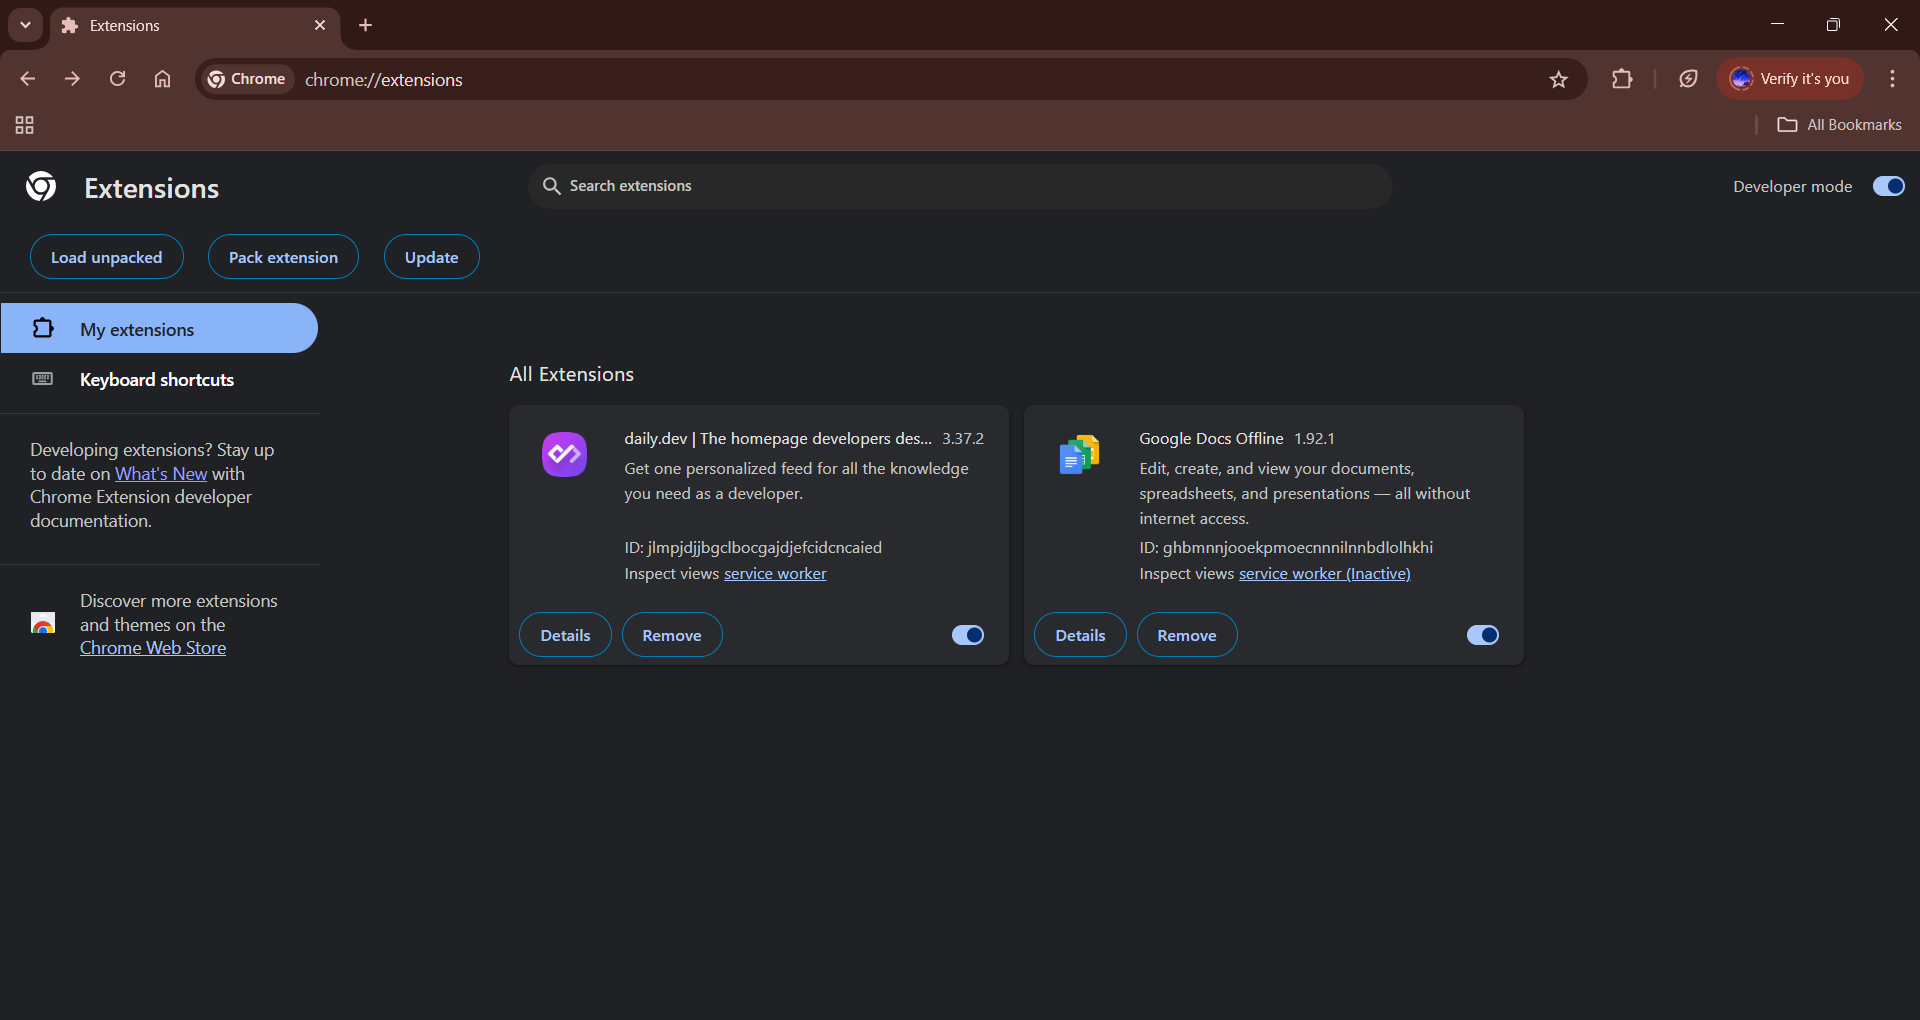 Extensions
Chrome
chrome://extensions
Verify it's you
All Bookmarks
Extensions
Search extensions
Developer mode
Load unpacked
Pack extension
Update
My extensions
Keyboard shortcuts
Developing extensions? Stay up
to date on What's New with
Chrome Extension developer
documentation.
Discover more extensions
and themes on the
Chrome Web Store
All Extensions
daily.dev | The homepage developers des... 3.37.2
Get one personalized feed for all the knowledge
you need as a developer.
ID: jlmpjdjjbgclbocgajdjefcidcncaied
Inspect views service worker
Details
Remove
Google Docs Offline 1.92.1
Edit, create, and view your documents,
spreadsheets, and presentations — all without
internet access.
ID: ghbmnnjooekpmoecnnnilnnbdlolhkhi
Inspect views service worker (Inactive)
Details
Remove